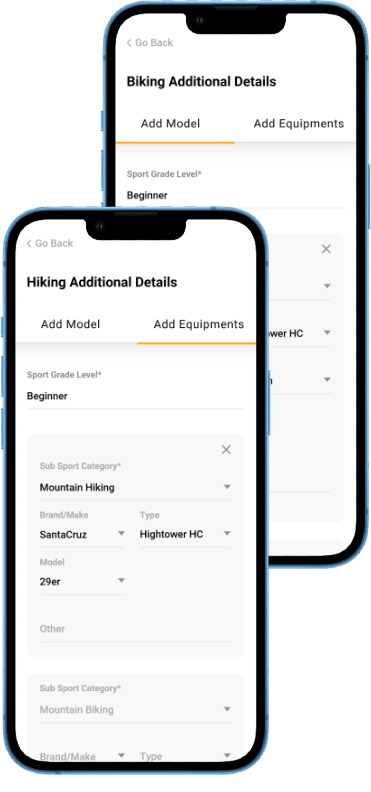 Go Back
Biking Additional Details
Add Model Add Equipments
Sport Grade Level*
Beginner
wer HC
Go Back
Hiking Additional Details
Add Model Add Equipments
Sport Grade Level*
Beginner
Sub Sport Category*
Mountain Hiking
Brand/Make Type
SantaCruz Hightower HC
Model
29er
Other
Sub Sport Category*
Mountain Biking
Brand/Make Type